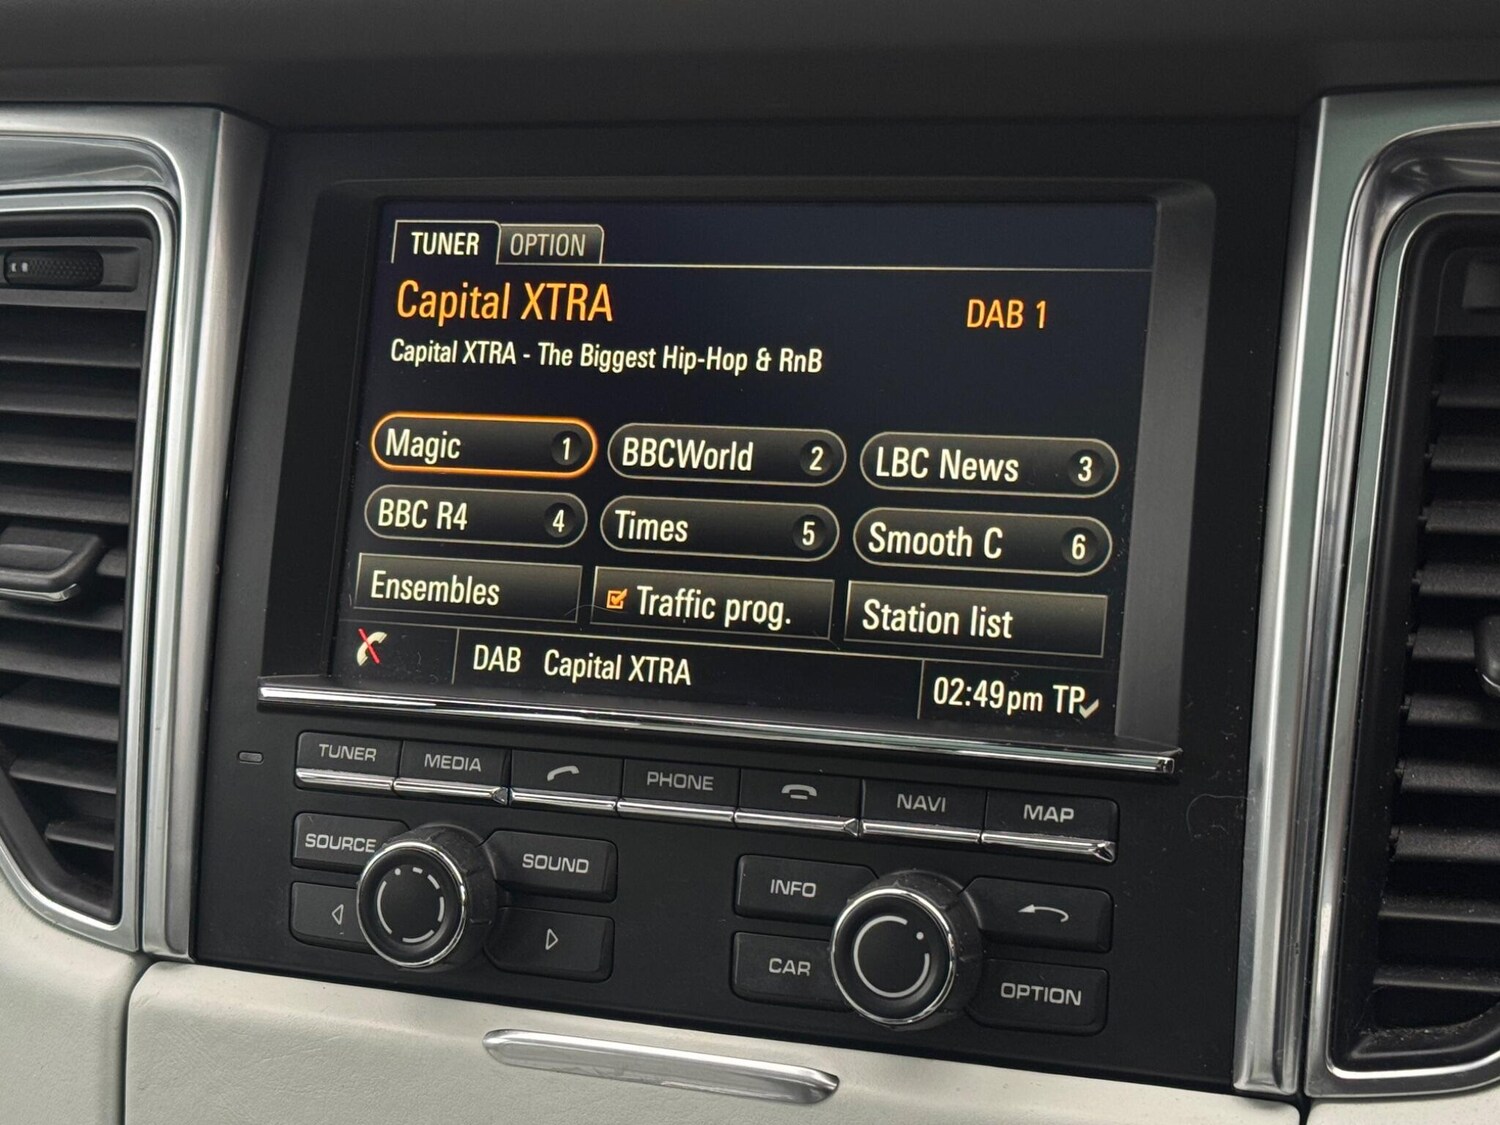 TUNER OPTION
Capital XTRA DAB 1
Capital XTRA - The Biggest Hip-Hop & RnB
Magic 1 BBCWorld 2 LBC News 3
BBC R4 4 Times 5 Smooth C 6
Ensembles Traffic prog. Station list
DAB Capital XTRA 02:49pm TP
TUNER MEDIA PHONE NAVI MAP
SOURCE SOUND INFO
CAR OPTION